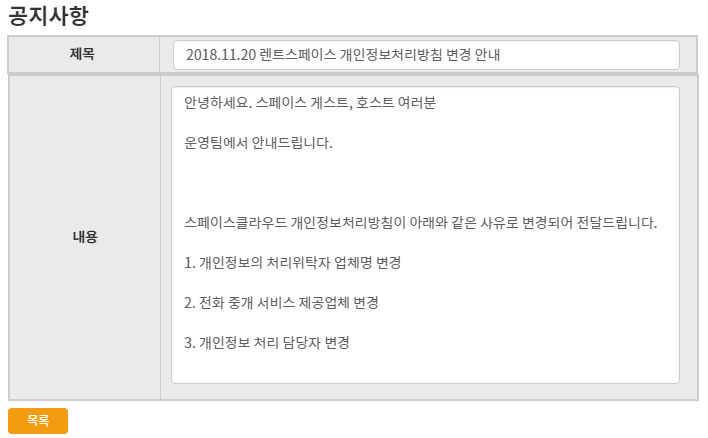 공지사항
제목
2018.11.20 렌트스페이스 개인정보처리방침 변경 안내
내용
안녕하세요. 스페이스 게스트, 호스트 여러분
운영팀에서 안내드립니다.
스페이스클라우드 개인정보처리방침이 아래와 같은 사유로 변경되어 전달드립니다.
1. 개인정보의 처리위탁자 업체명 변경
2. 전화 중개 서비스 제공업체 변경
3. 개인정보 처리 담당자 변경
목록